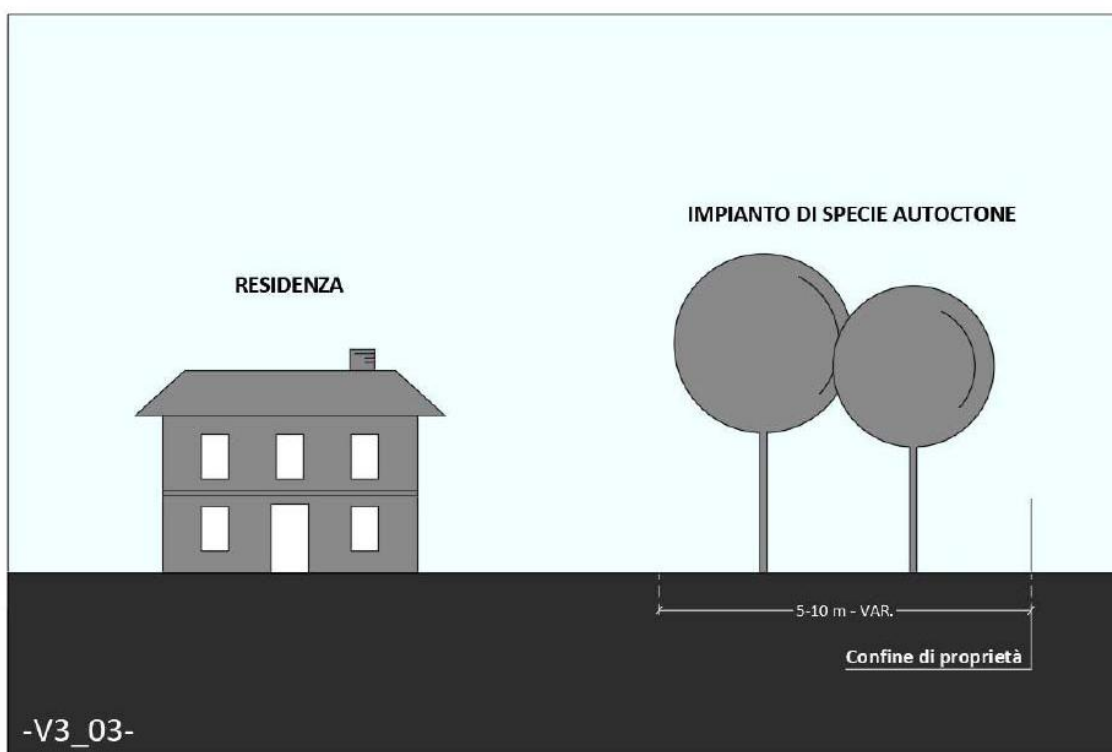 IMPIANTO DI SPECIE AUTOCTONE
RESIDENZA
5-10 m - VAR.
Confine di proprietà
-V3_03-